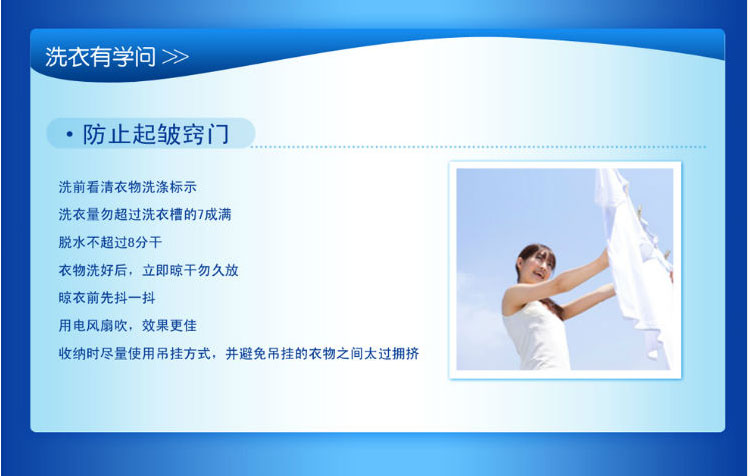 洗衣有学问 >>
·防止起皱窍门
洗前看清衣物洗涤标示
洗衣量勿超过洗衣槽的7成满
脱水不超过8分干
衣物洗好后，立即晾干勿久放
晾衣前先抖一抖
用电风扇吹，效果更佳
收纳时尽量使用吊挂方式，并避免吊挂的衣物之间太过拥挤